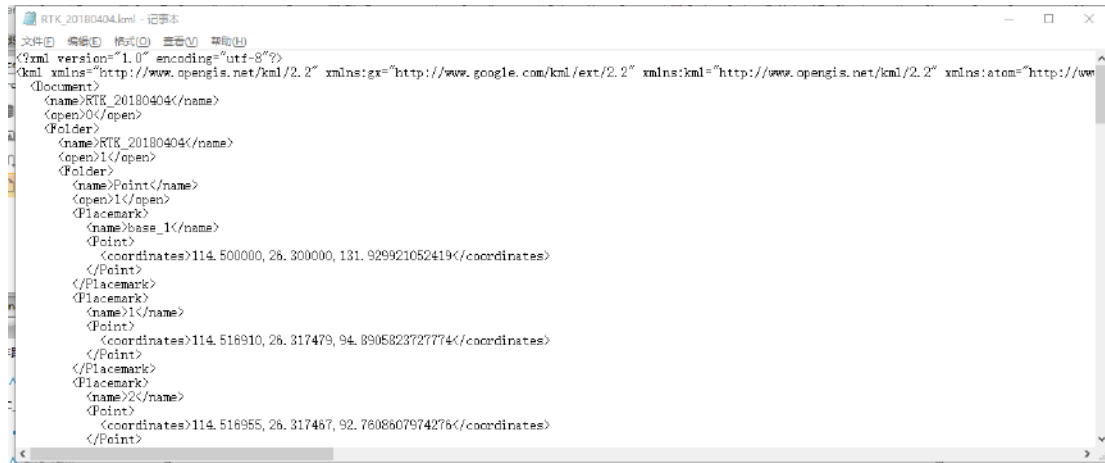 RTK_20180404.kml - 记事本
文件(F) 编辑(E) 格式(O) 查看(V) 帮助(H)
<?xml version="1.0" encoding="utf-8"?>
<kml xmlns="http://www.opengis.net/kml/2.2" xmlns:gx="http://www.google.com/kml/ext/2.2" xmlns:kml="http://www.opengis.net/kml/2.2" xmlns:atom="http://ww
<Document>
<name>RTK_20180404</name>
<open>0</open>
<Folder>
<name>RTK_20180404</name>
<open>1</open>
<Folder>
<name>Point</name>
<open>1</open>
<Placemark>
<name>base_1</name>
<Point>
<coordinates>114.500000,26.300000,131.929921052419</coordinates>
</Point>
</Placemark>
<Placemark>
<name>1</name>
<Point>
<coordinates>114.516910,26.317479,94.8905823727774</coordinates>
</Point>
</Placemark>
<Placemark>
<name>2</name>
<Point>
<coordinates>114.516955,26.317467,92.7608607974276</coordinates>
</Point>